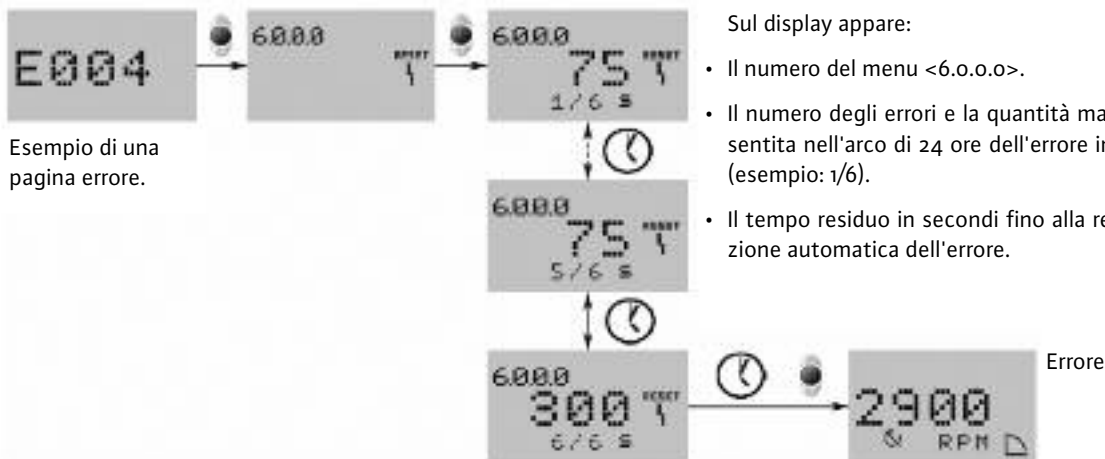 E004
Esempio di una
pagina errore.
6.0.0.0
RESET
6.0.0.0
75
RESET
1/6 s
6.0.0.0
75
RESET
5/6 s
6.0.0.0
300
RESET
6/6 s
2900
RPM
Sul display appare:
• Il numero del menu <6.0.0.0>.
• Il numero degli errori e la quantità ma
sentita nell'arco di 24 ore dell'errore in
(esempio: 1/6).
• Il tempo residuo in secondi fino alla re
zione automatica dell'errore.
Errore